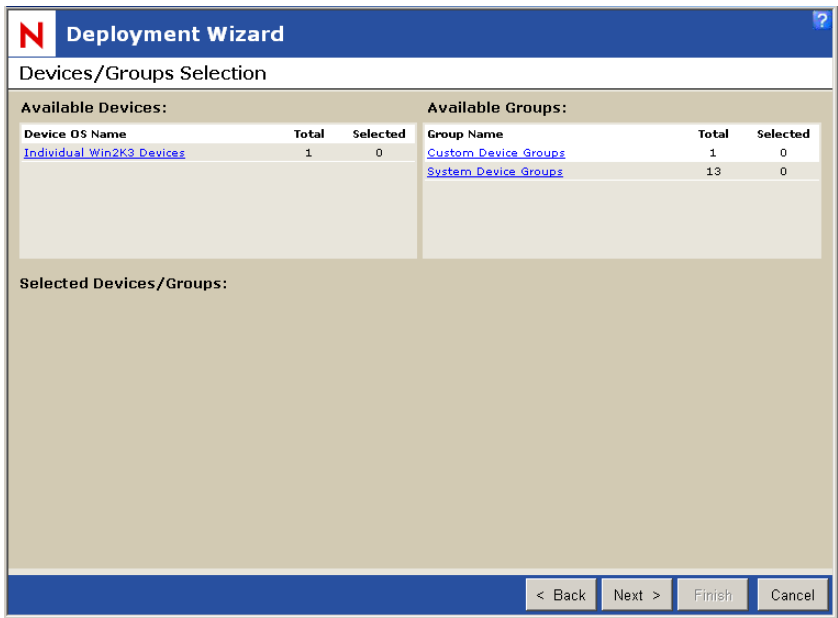 N Deployment Wizard ?
Devices/Groups Selection
Available Devices:
Device OS Name Total Selected
Individual Win2K3 Devices 1 0
Available Groups:
Group Name Total Selected
Custom Device Groups 1 0
System Device Groups 13 0
Selected Devices/Groups:
< Back Next > Finish Cancel